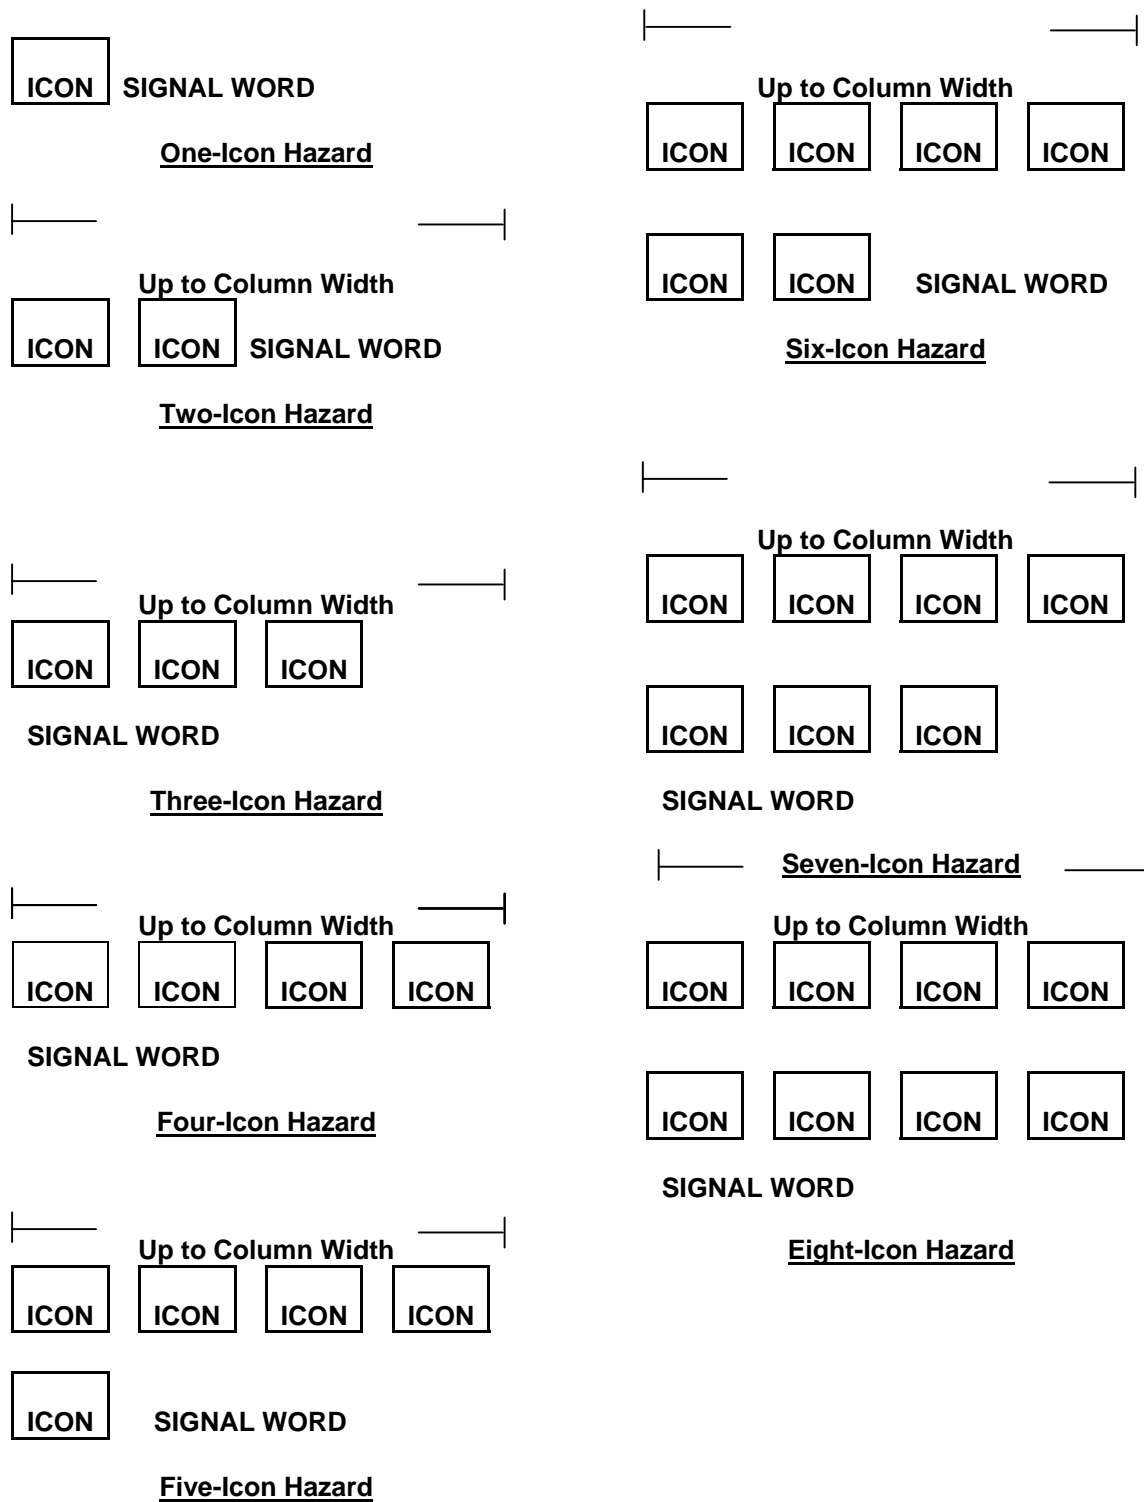 ICON SIGNAL WORD
One-Icon Hazard
Up to Column Width
ICON ICON SIGNAL WORD
Two-Icon Hazard
Up to Column Width
ICON ICON ICON
SIGNAL WORD
Three-Icon Hazard
Up to Column Width
ICON ICON ICON ICON
SIGNAL WORD
Four-Icon Hazard
Up to Column Width
ICON ICON ICON ICON
ICON SIGNAL WORD
Five-Icon Hazard
Up to Column Width
ICON ICON ICON ICON
ICON ICON SIGNAL WORD
Six-Icon Hazard
Up to Column Width
ICON ICON ICON ICON
ICON ICON ICON
SIGNAL WORD
Seven-Icon Hazard
Up to Column Width
ICON ICON ICON ICON
ICON ICON ICON ICON
SIGNAL WORD
Eight-Icon Hazard